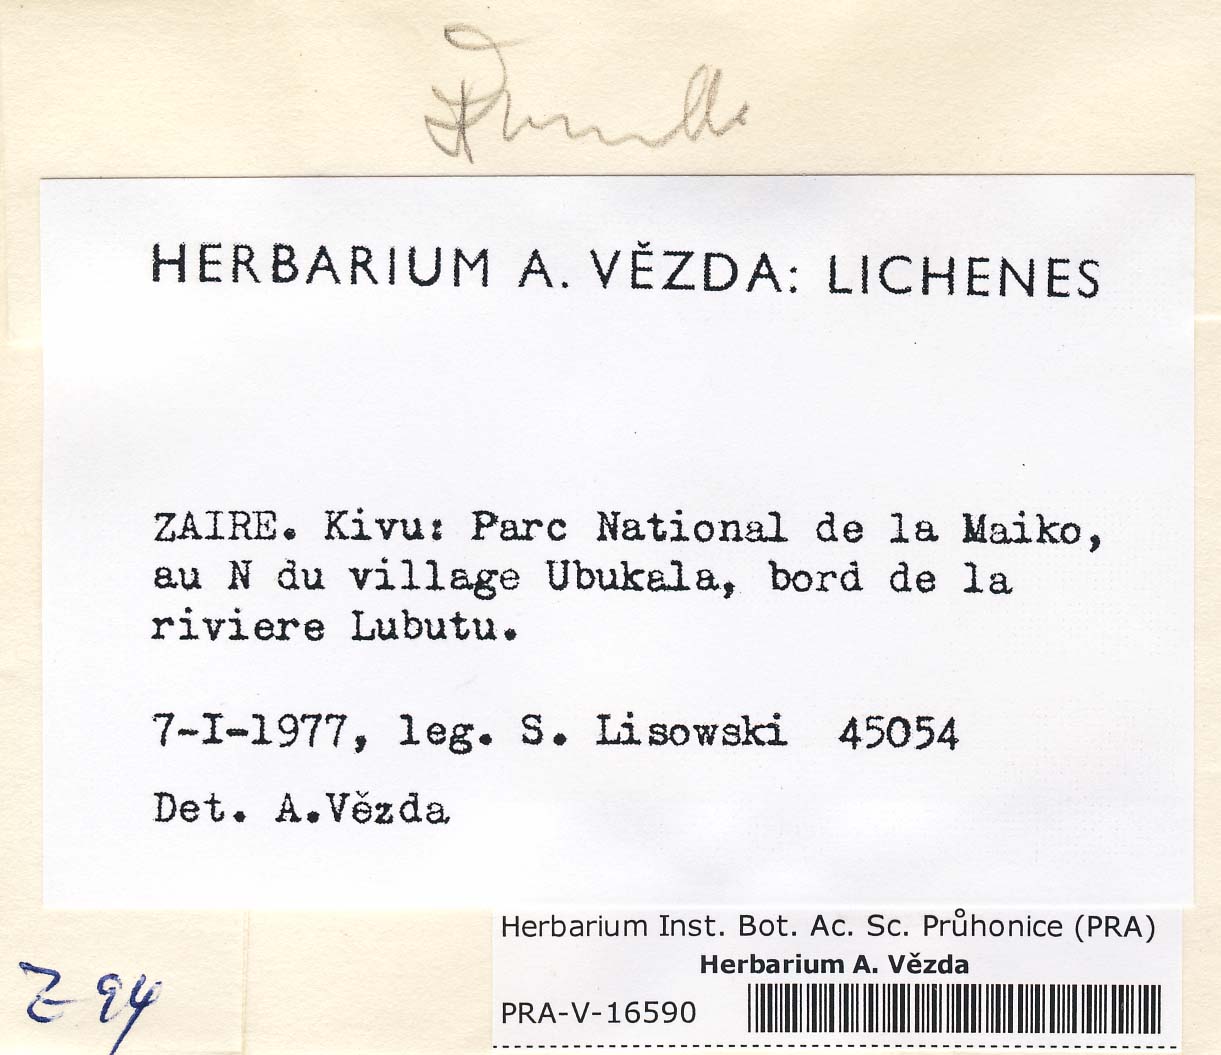 HERBARIUM A. VĚZDA: LICHENES
ZAIRE. Kivu: Parc National de la Maiko,
au N du village Ubukala, bord de la
riviere Lubutu.
7-I-1977, leg. S. Lisowski 45054
Det. A.Vězda
Z-94
Herbarium Inst. Bot. Ac. Sc. Průhonice (PRA)
Herbarium A. Vězda
PRA-V-16590